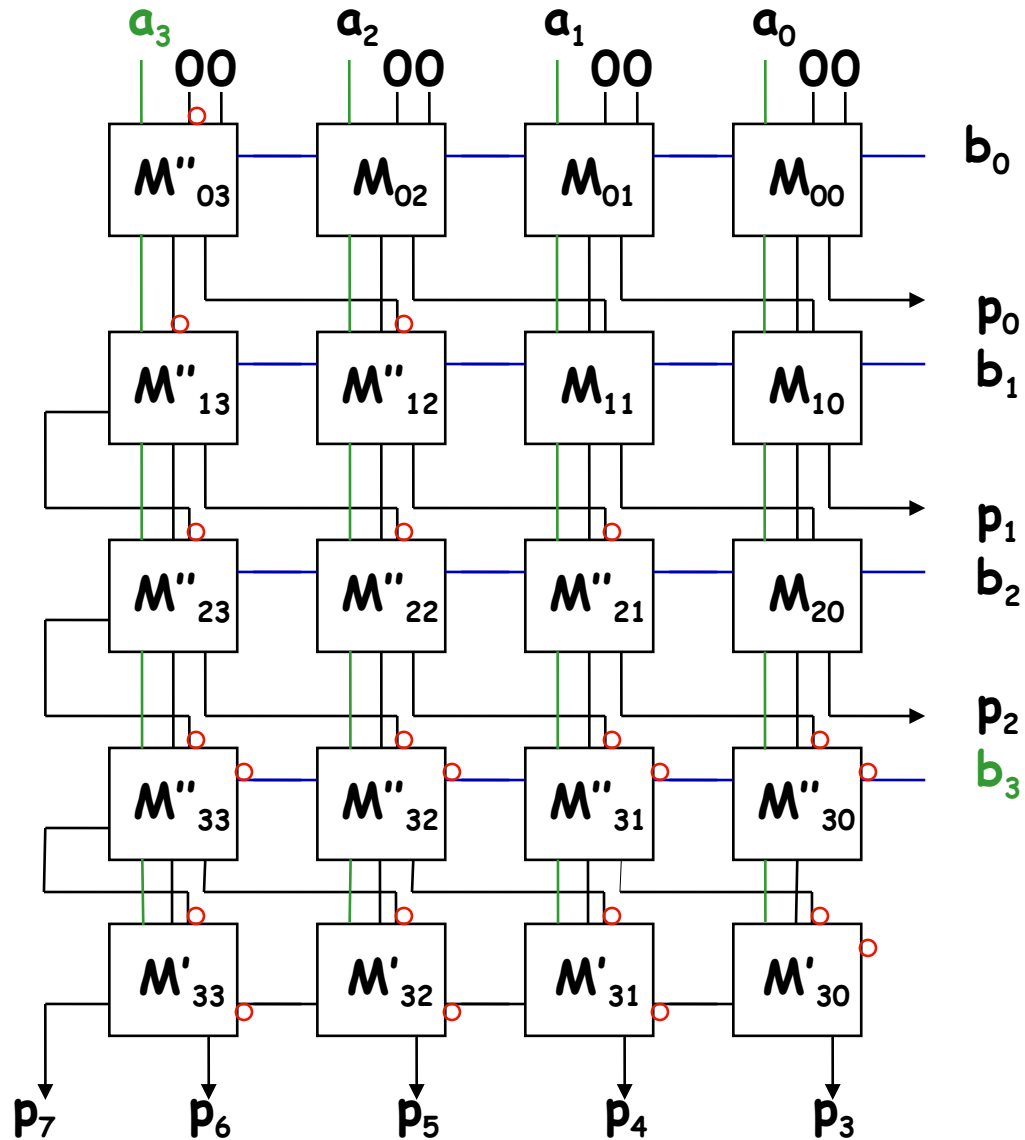 a₃ a₂ a₁ a₀
00 00 00 00
M''₀₃ M₀₂ M₀₁ M₀₀ b₀
p₀
M''₁₃ M''₁₂ M₁₁ M₁₀ b₁
p₁
M''₂₃ M''₂₂ M''₂₁ M₂₀ b₂
p₂
M''₃₃ M''₃₂ M''₃₁ M''₃₀ b₃
M'₃₃ M'₃₂ M'₃₁ M'₃₀
p₇ p₆ p₅ p₄ p₃